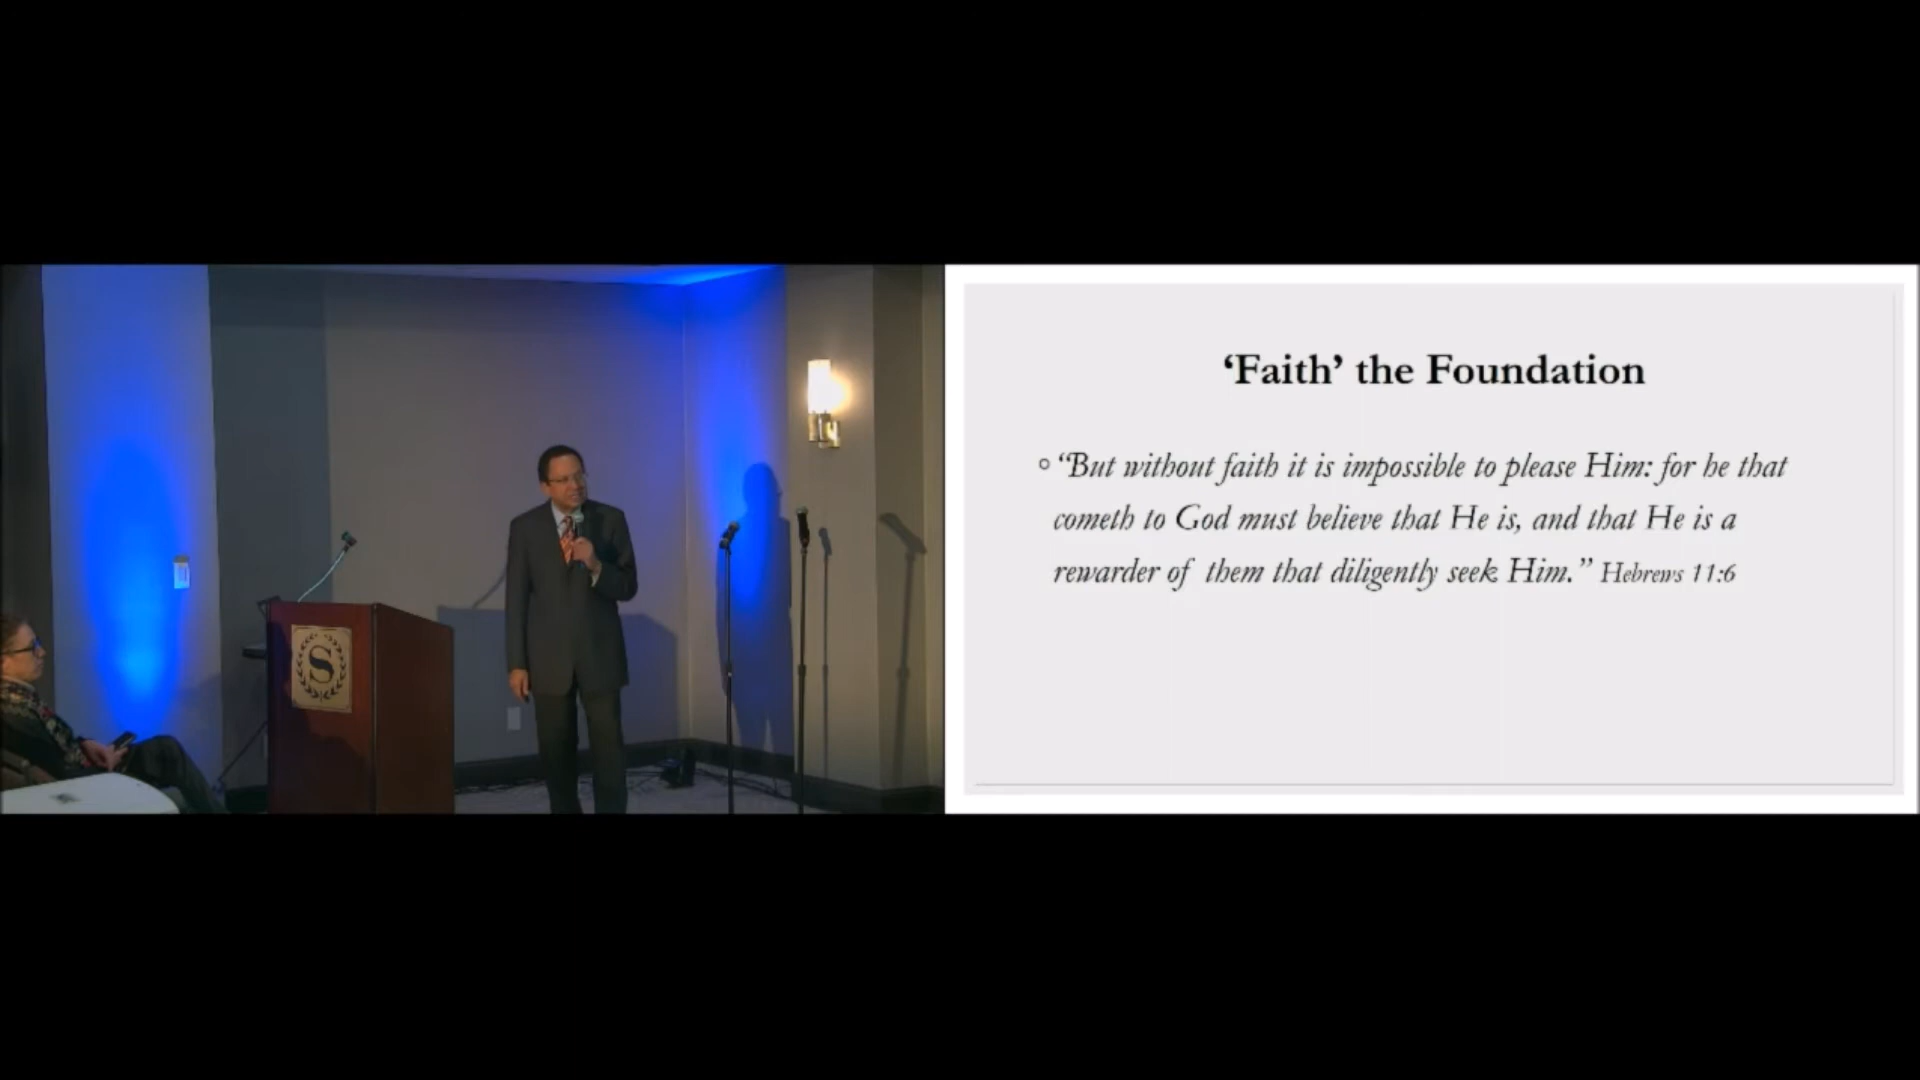 S
‘Faith’ the Foundation
“But without faith it is impossible to please Him: for he that
cometh to God must believe that He is, and that He is a
rewarder of them that diligently seek Him.” Hebrews 11:6